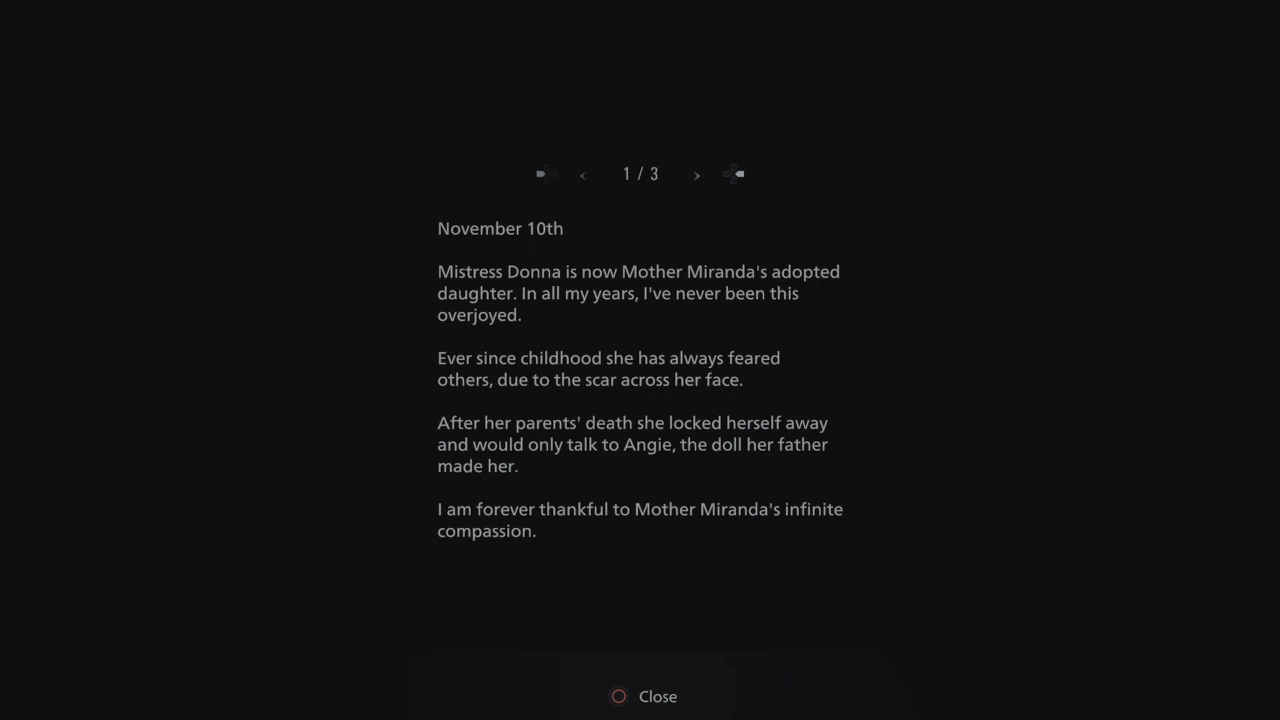 1 / 3
November 10th
Mistress Donna is now Mother Miranda's adopted
daughter. In all my years, I've never been this
overjoyed.
Ever since childhood she has always feared
others, due to the scar across her face.
After her parents' death she locked herself away
and would only talk to Angie, the doll her father
made her.
I am forever thankful to Mother Miranda's infinite
compassion.
Close